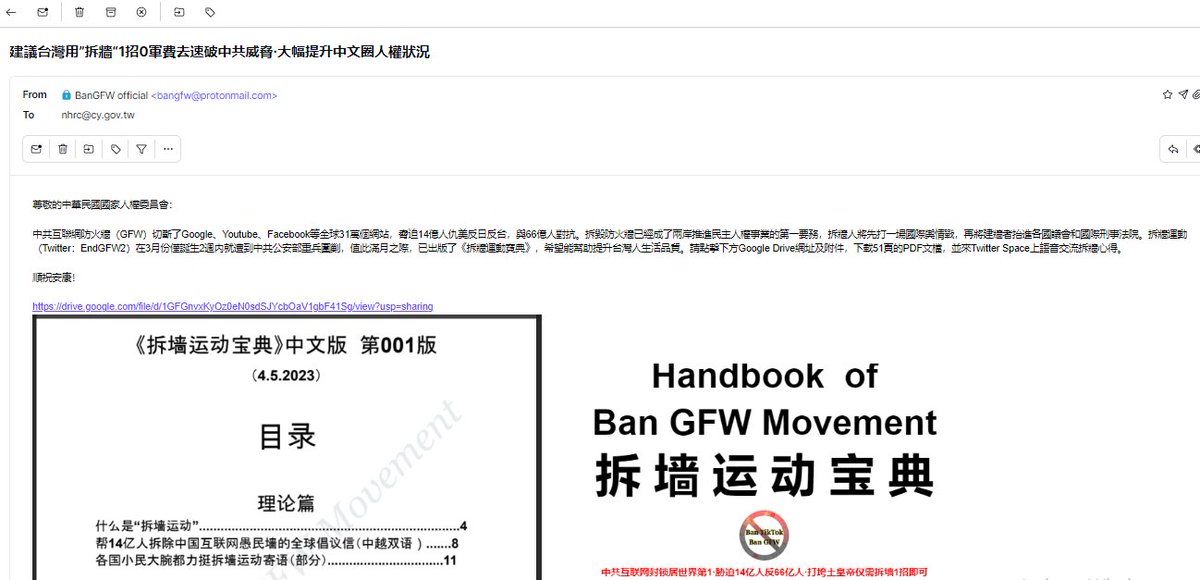 建議台灣用"拆牆"1招0軍費去速破中共威脅·大幅提升中文圈人權狀況
From BanGFW official <bangfw@protonmail.com>
To nhrc@cy.gov.tw
尊敬的中華民國國家人權委員會：
中共互聯網防火牆（GFW）切斷了Google、Youtube、Facebook等全球31萬個網站，脅迫14億人仇美反日反台，與66億人對抗。拆毀防火牆已經成了兩岸推進民主人權事業的第一要務，拆牆人將先打一場國際輿情戰，再將建牆者抬進各國議會和國際刑事法院。拆牆運動
（Twitter：EndGFW2）在3月份僅誕生2週內就遭到中共公安部重兵圍剿，值此滿月之際，已出版了《拆牆運動寶典》，希望能幫助提升台灣人生活品質。請點擊下方Google Drive網址及附件，下載51頁的PDF文檔，並來Twitter Space上語音交流拆牆心得。
順祝安康！
https://drive.google.com/file/d/1GFGnvxKyOz0eN0sdSJYcbOaV1gbF41Sg/view?usp=sharing
《拆墙运动宝典》中文版 第001版
（4.5.2023）
目录
理论篇
什么是“拆墙运动”......4
帮14亿人拆除中国互联网愚民墙的全球倡议信（中越双语）.......8
各国小民大腕都力挺拆墙运动寄语（部分）......11
Movement
Handbook of
Ban GFW Movement
拆墙运动宝典
Ban TikTok
Ban GFW
中共互联网封锁居世界第1·胁迫14亿人反66亿人·打垮土皇帝仅需拆墙1招即可